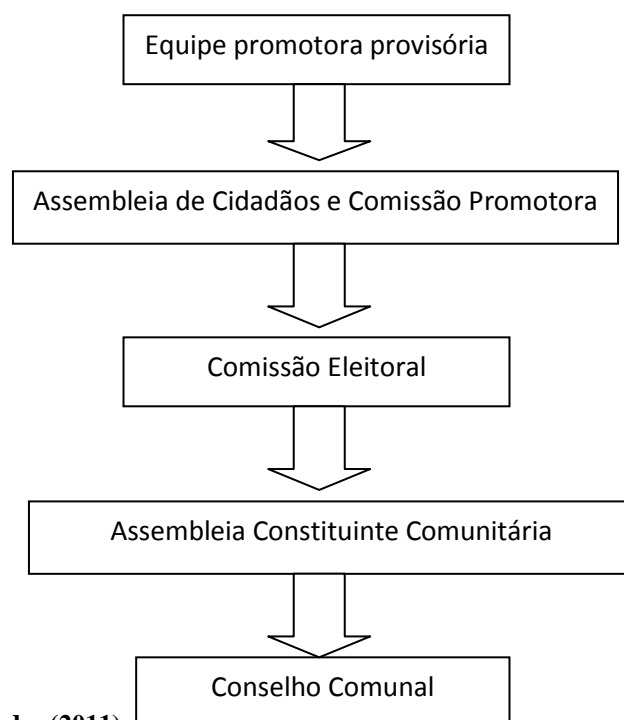 Equipe promotora provisória
Assembleia de Cidadãos e Comissão Promotora
Comissão Eleitoral
Assembleia Constituinte Comunitária
Conselho Comunal
(2011)